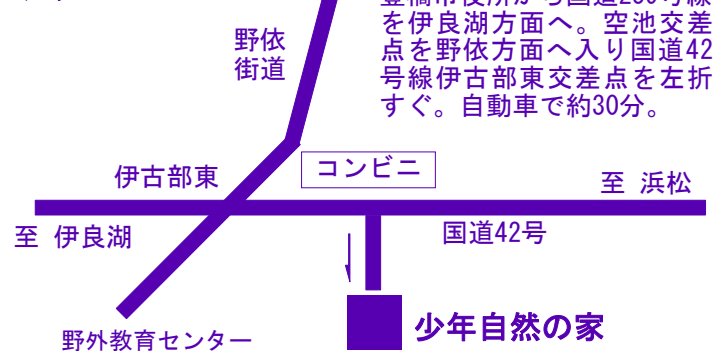 を伊良湖方面へ。空池交差
点を野依方面へ入り国道42
号線伊古部東交差点を左折
すぐ。自動車で約30分。
野依
街道
コンビニ
伊古部東
至 浜松
至 伊良湖
国道42号
少年自然の家
野外教育センター